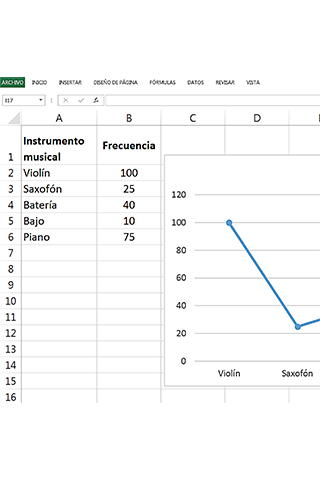 ARCHIVO INICIO INSERTAR DISEÑO DE PÁGINA FÓRMULAS DATOS REVISAR VISTA
I17 fx
A B C D
1 Instrumento musical Frecuencia
2 Violín 100
3 Saxofón 25
4 Batería 40
5 Bajo 10
6 Piano 75
7
8
9
10
11
12
13
14
15
16
120
100
80
60
40
20
0
Violín Saxofón